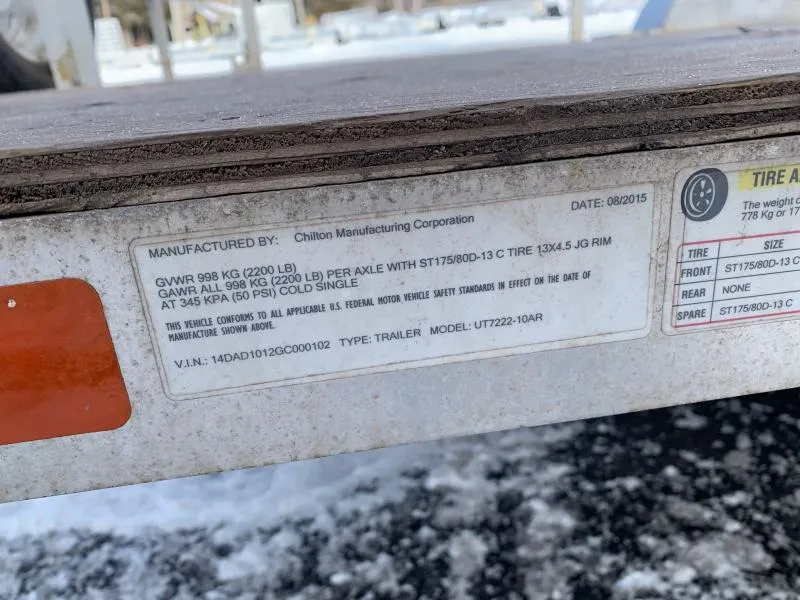 MANUFACTURED BY: Chilton Manufacturing Corporation DATE: 08/2015
GVWR 998 KG (2200 LB)
GAWR ALL 998 KG (2200 LB) PER AXLE WITH ST175/80D-13 C TIRE 13X4.5 JG RIM
AT 345 KPA (50 PSI) COLD SINGLE
THIS VEHICLE CONFORMS TO ALL APPLICABLE U.S. FEDERAL MOTOR VEHICLE SAFETY STANDARDS IN EFFECT ON THE DATE OF
MANUFACTURE SHOWN ABOVE.
V.I.N.: 14DAD1012GC000102 TYPE: TRAILER MODEL: UT7222-10AR
TIRE A
The weight
778 Kg or 17
TIRE SIZE
FRONT ST175/80D-13 C
REAR NONE
SPARE ST175/80D-13 C